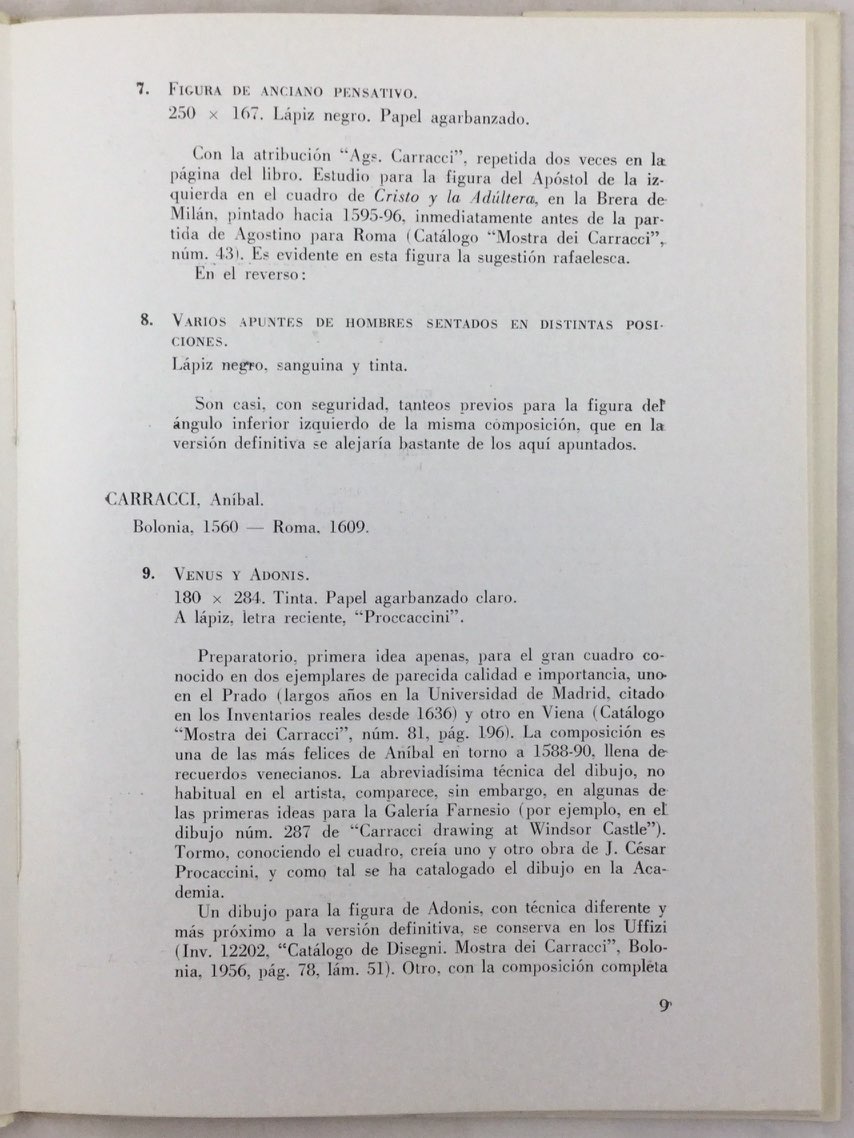 7. FIGURA DE ANCIANO PENSATIVO.
250 × 167. Lápiz negro. Papel agarbanzado.
Con la atribución “Ags. Carracci”, repetida dos veces en la
página del libro. Estudio para la figura del Apóstol de la iz-
quierda en el cuadro de Cristo y la Adúltera, en la Brera de
Milán, pintado hacia 1595-96, inmediatamente antes de la par-
tida de Agostino para Roma (Catálogo “Mostra dei Carracci”,
núm. 43). Es evidente en esta figura la sugestión rafaelesca.
En el reverso:
8. VARIOS APUNTES DE HOMBRES SENTADOS EN DISTINTAS POSI-
CIONES.
Lápiz negro, sanguina y tinta.
Son casi, con seguridad, tanteos previos para la figura del
ángulo inferior izquierdo de la misma composición, que en la
versión definitiva se alejaría bastante de los aquí apuntados.
CARRACCI, Aníbal.
Bolonia, 1560 — Roma, 1609.
9. VENUS Y ADONIS.
180 × 284. Tinta. Papel agarbanzado claro.
A lápiz, letra reciente, “Proccaccini”.
Preparatorio, primera idea apenas, para el gran cuadro co-
nocido en dos ejemplares de parecida calidad e importancia, uno
en el Prado (largos años en la Universidad de Madrid, citado
en los Inventarios reales desde 1636) y otro en Viena (Catálogo
“Mostra dei Carracci”, núm. 81, pág. 196). La composición es
una de las más felices de Aníbal en torno a 1588-90, llena de
recuerdos venecianos. La abreviadísima técnica del dibujo, no
habitual en el artista, comparece, sin embargo, en algunas de
las primeras ideas para la Galería Farnesio (por ejemplo, en el
dibujo núm. 287 de “Carracci drawing at Windsor Castle”).
Tormo, conociendo el cuadro, creía uno y otro obra de J. César
Procaccini, y como tal se ha catalogado el dibujo en la Aca-
demia.
Un dibujo para la figura de Adonis, con técnica diferente y
más próximo a la versión definitiva, se conserva en los Uffizi
(Inv. 12202, “Catálogo de Disegni. Mostra dei Carracci”, Bolo-
nia, 1956, pág. 78, lám. 51). Otro, con la composición completa
9